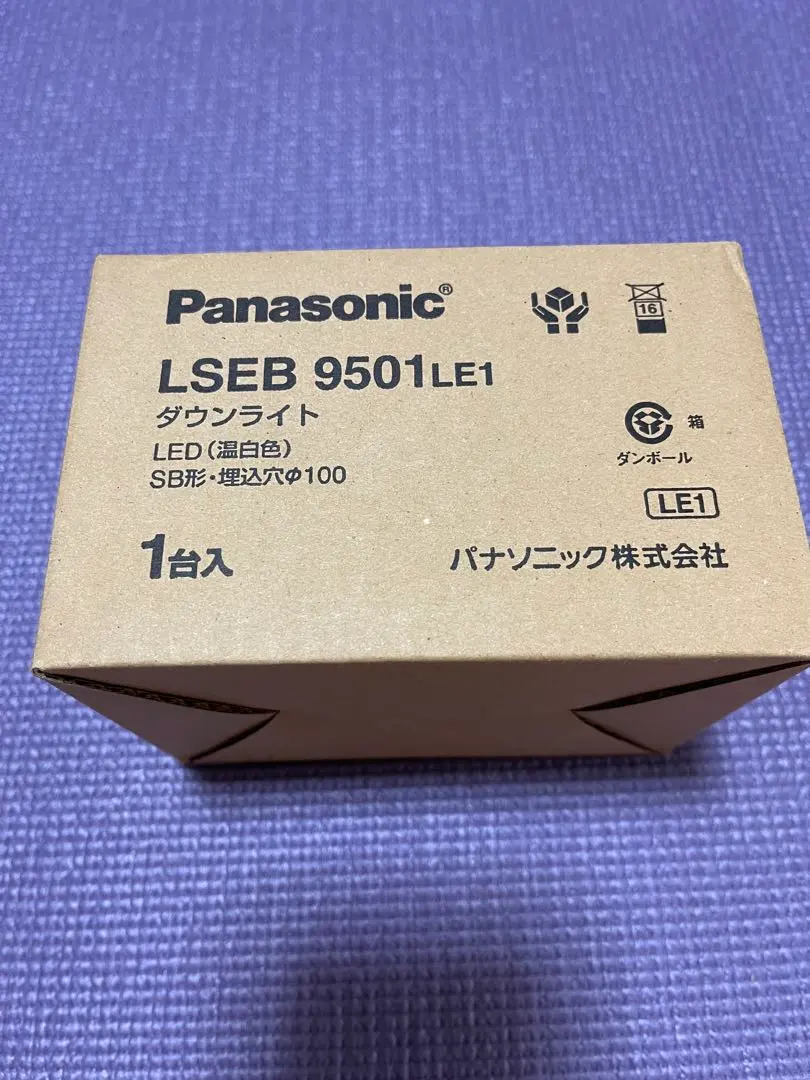 Panasonic®
16
LSEB 9501LE1
ダウンライト
LED（温白色）
SB形・埋込穴Φ100
箱
ダンボール
LE1
1台入
パナソニック株式会社